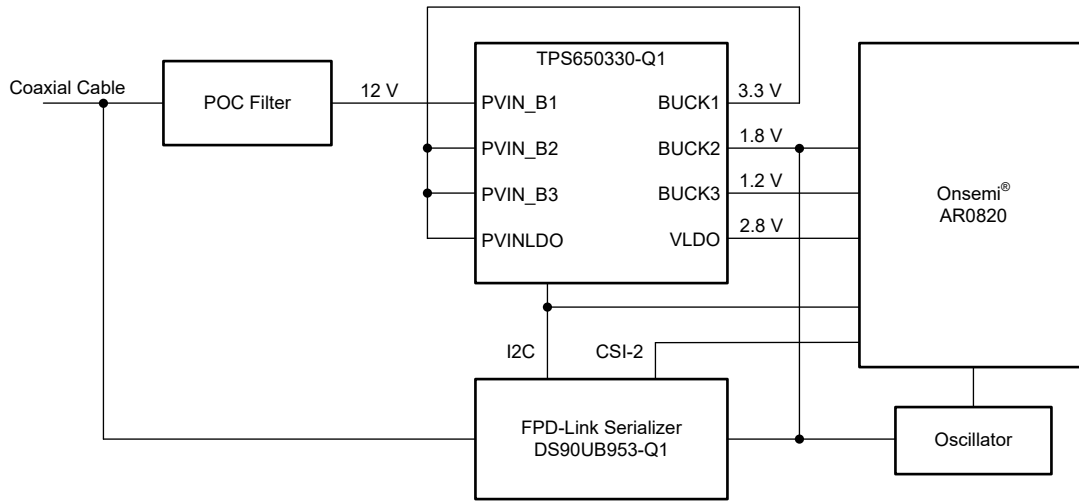 TPS650330-Q1
Coaxial Cable
POC Filter
12 V
PVIN_B1
BUCK1
3.3 V
PVIN_B2
BUCK2
1.8 V
PVIN_B3
BUCK3
1.2 V
PVINLDO
VLDO
2.8 V
Onsemi®
AR0820
I2C
CSI-2
FPD-Link Serializer
DS90UB953-Q1
Oscillator